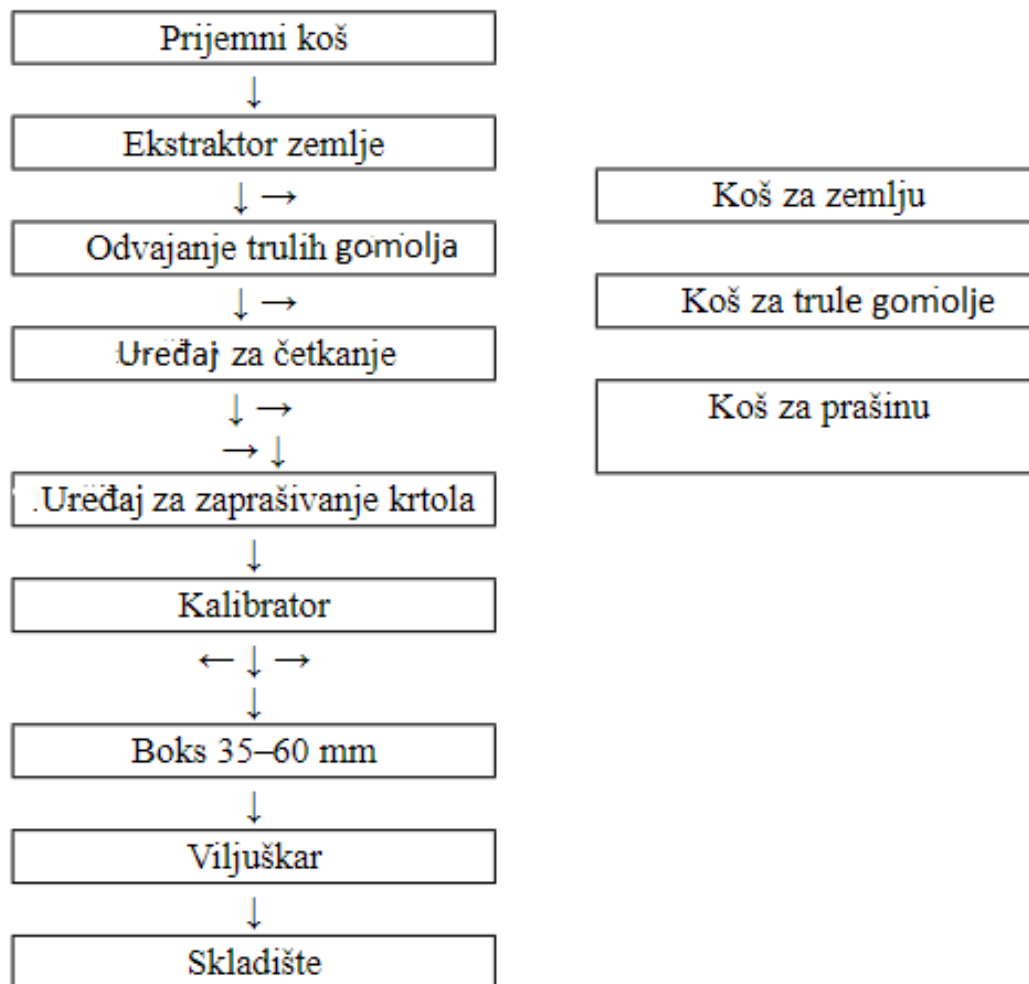 Prijemni koš
↓
Ekstraktor zemlje
↓ →
Koš za zemlju
Odvajanje trulih gomolja
↓ →
Koš za trule gomolje
Uređaj za četkanje
↓ →
Koš za prašinu
→ ↓
Uređaj za zaprašivanje krtola
↓
Kalibrator
← ↓ →
↓
Boks 35–60 mm
↓
Viljuškar
↓
Skladište